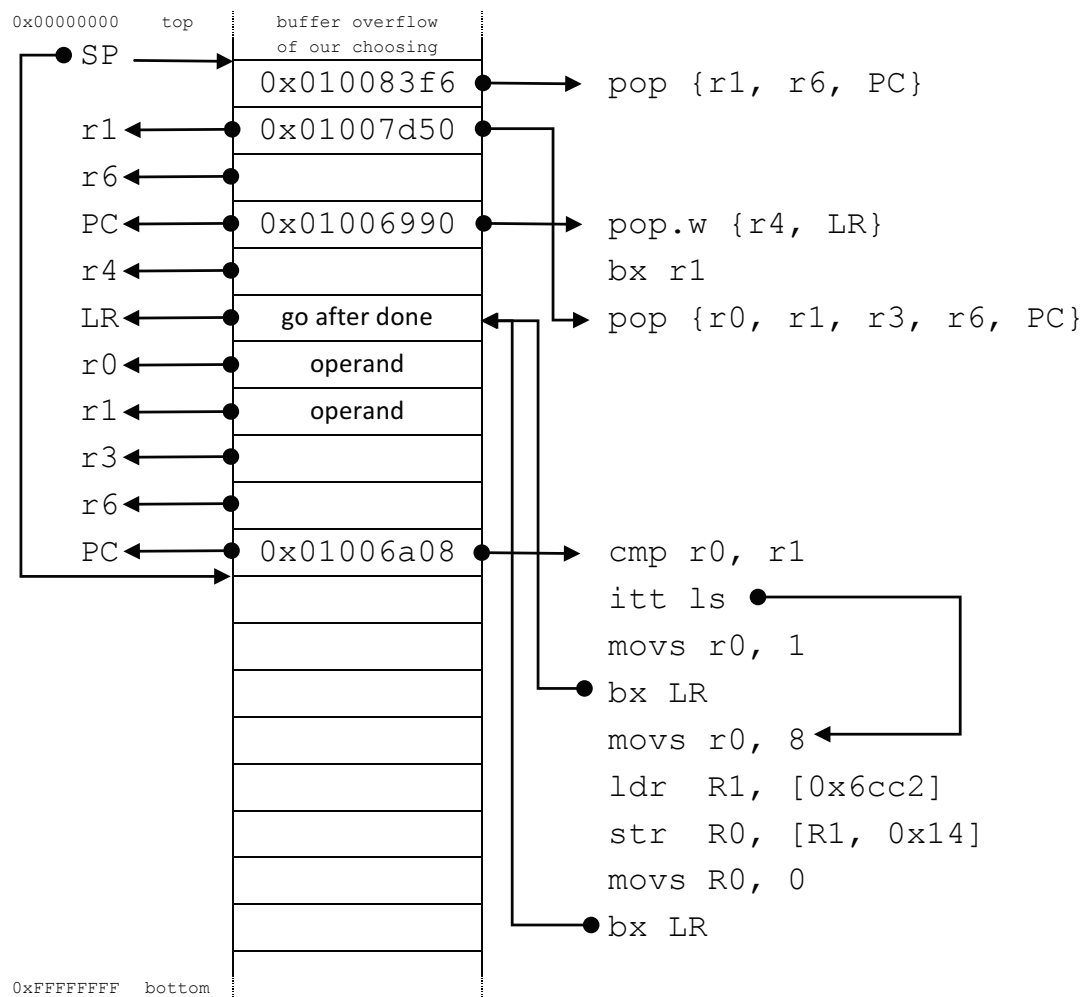 0x00000000 top buffer overflow
of our choosing
SP
0x010083f6 pop {r1, r6, PC}
r1 0x01007d50
r6
PC 0x01006990 pop.w {r4, LR}
r4 bx r1
LR go after done pop {r0, r1, r3, r6, PC}
r0 operand
r1 operand
r3
r6
PC 0x01006a08 cmp r0, r1
itt ls
movs r0, 1
bx LR
movs r0, 8
ldr R1, [0x6cc2]
str R0, [R1, 0x14]
movs R0, 0
bx LR
0xFFFFFFFF bottom